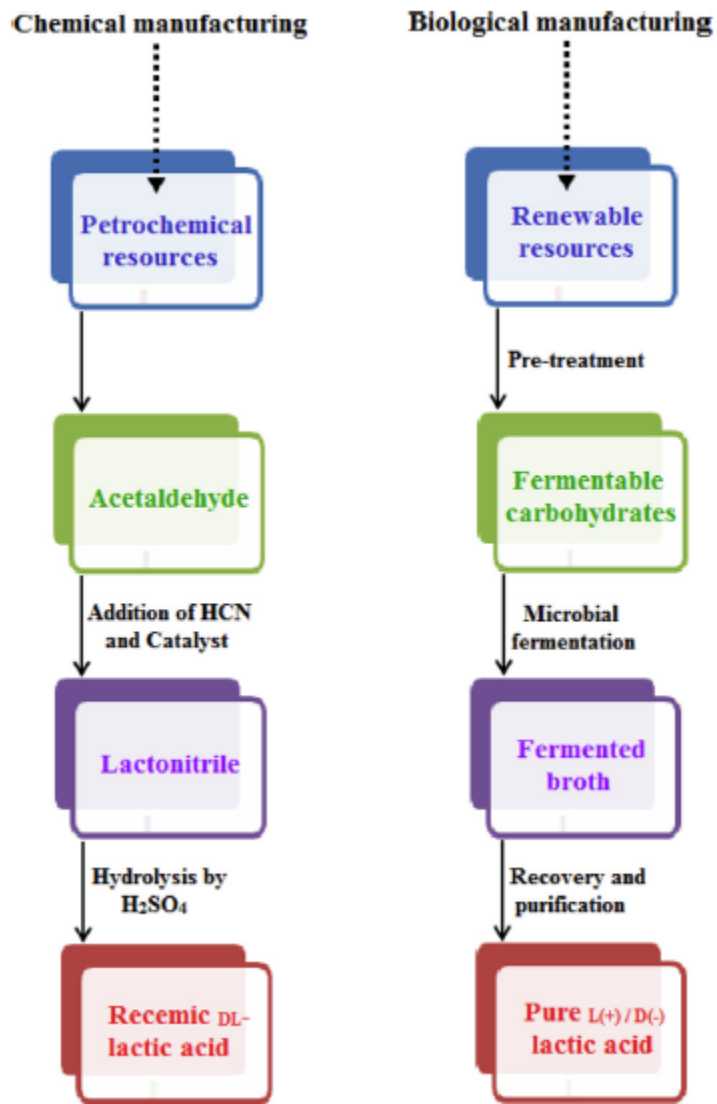 Chemical manufacturing
Petrochemical
resources
Acetaldehyde
Addition of HCN
and Catalyst
Lactonitrile
Hydrolysis by
H₂SO₄
Recemic DL-
lactic acid
Biological manufacturing
Renewable
resources
Pre-treatment
Fermentable
carbohydrates
Microbial
fermentation
Fermented
broth
Recovery and
purification
Pure L(+) / D(-)
lactic acid